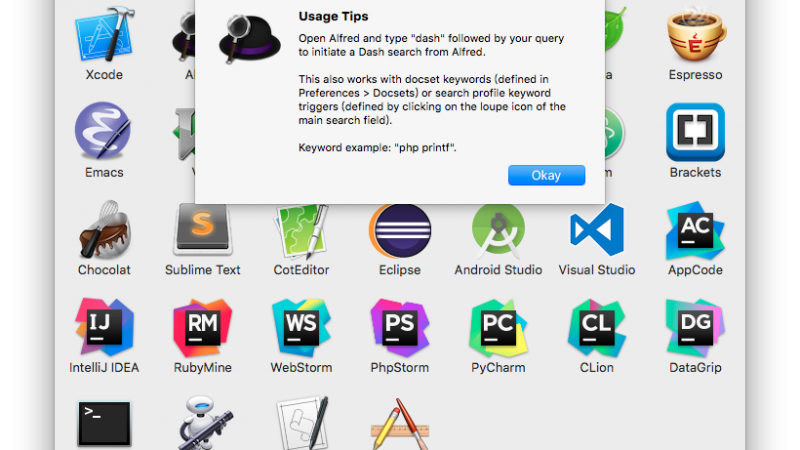 Usage Tips
Open Alfred and type "dash" followed by your query
to initiate a Dash search from Alfred.
This also works with docset keywords (defined in
Preferences > Docsets) or search profile keyword
triggers (defined by clicking on the loupe icon of the
main search field).
Keyword example: "php printf".
Okay
Xcode
Al
a
Espresso
E
Emacs
V
m
Brackets
S
AC
Chocolat
Sublime Text
CotEditor
Eclipse
Android Studio
Visual Studio
AppCode
IJ
RM
WS
PS
PC
CL
DG
IntelliJ IDEA
RubyMine
WebStorm
PhpStorm
PyCharm
CLion
DataGrip
>_